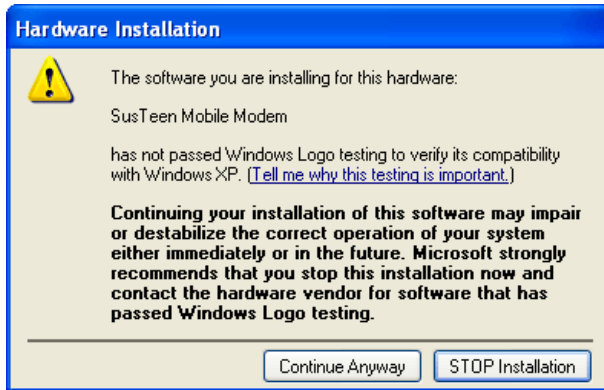 Hardware Installation
The software you are installing for this hardware:
SusTeen Mobile Modem
has not passed Windows Logo testing to verify its compatibility
with Windows XP. (Tell me why this testing is important.)
Continuing your installation of this software may impair
or destabilize the correct operation of your system
either immediately or in the future. Microsoft strongly
recommends that you stop this installation now and
contact the hardware vendor for software that has
passed Windows Logo testing.
Continue Anyway
STOP Installation